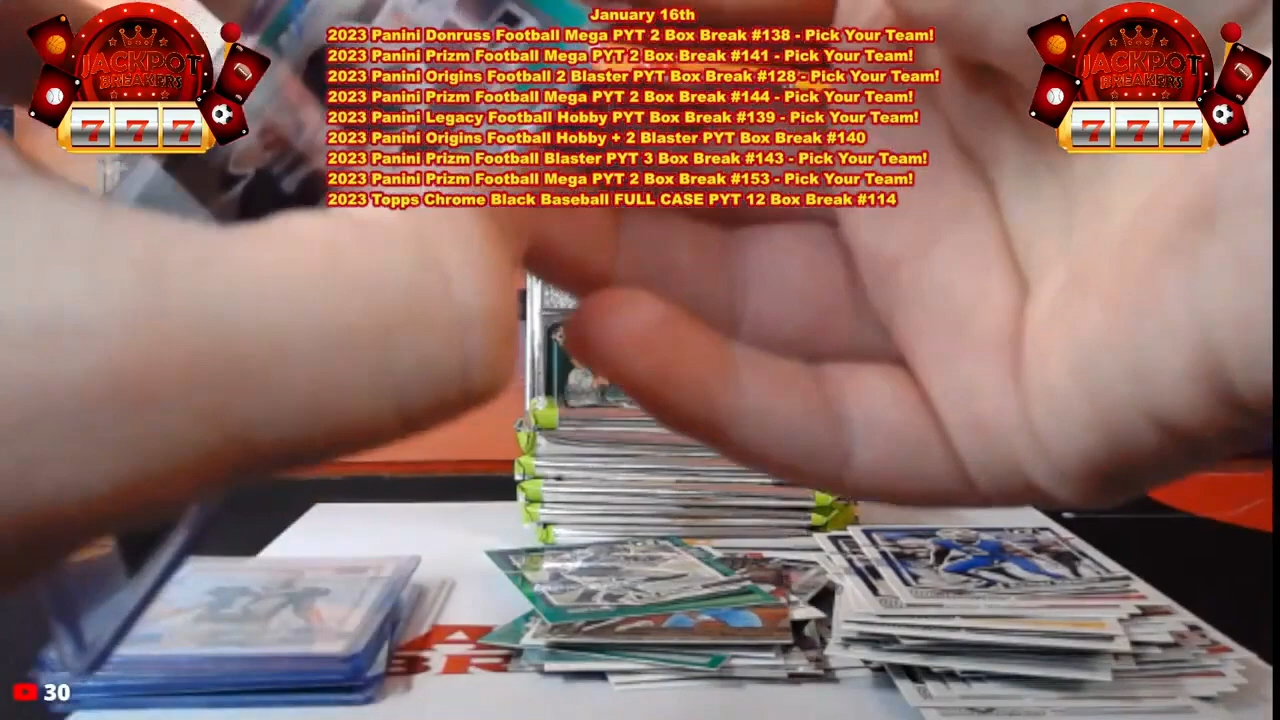 January 16th
2023 Panini Donruss Football Mega PYT 2 Box Break #138 - Pick Your Team!
2023 Panini Prizm Football Mega PYT 2 Box Break #141 - Pick Your Team!
2023 Panini Origins Football 2 Blaster PYT Box Break #128 - Pick Your Team!
2023 Panini Prizm Football Mega PYT 2 Box Break #144 - Pick Your Team!
2023 Panini Legacy Football Hobby PYT Box Break #139 - Pick Your Team!
2023 Panini Origins Football Hobby + 2 Blaster PYT Box Break #140
2023 Panini Prizm Football Blaster PYT 3 Box Break #143 - Pick Your Team!
2023 Panini Prizm Football Mega PYT 2 Box Break #153 - Pick Your Team!
2023 Topps Chrome Black Baseball FULL CASE PYT 12 Box Break #114
JACKPOT
BREAKERS
7 7 7
JACKPOT
BREAKERS
7 7 7
30